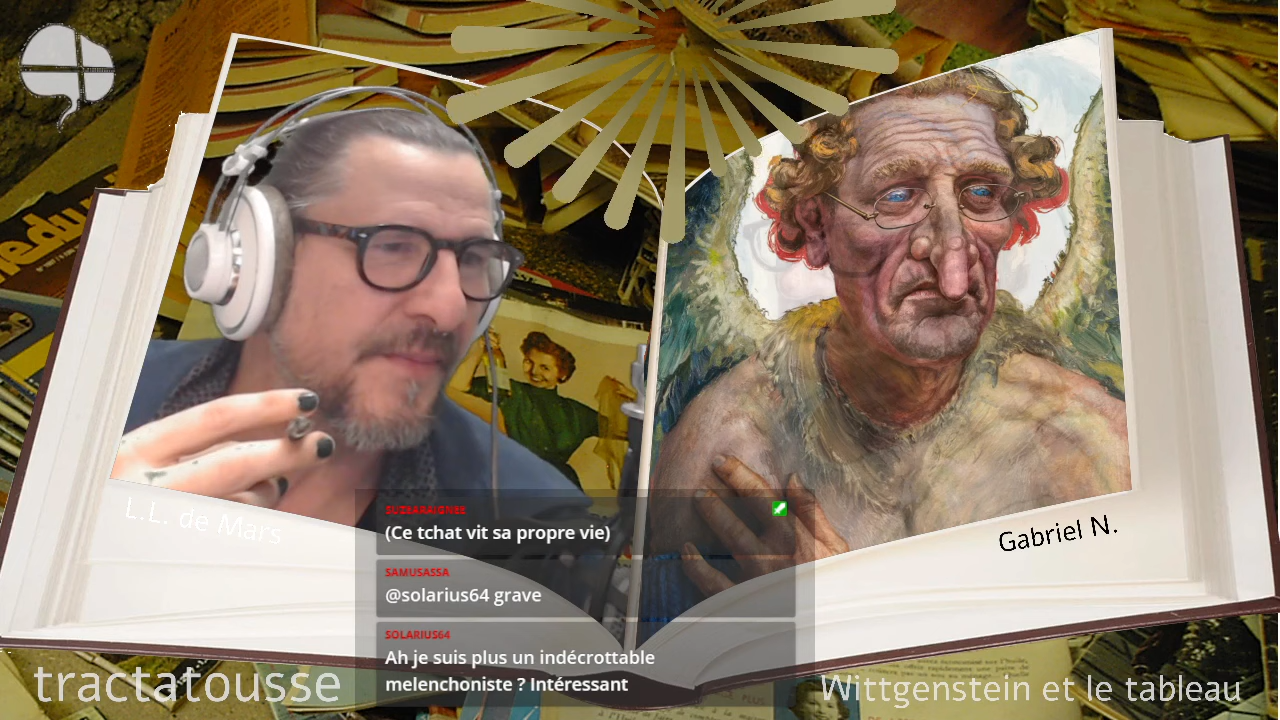 L.L. de Mars
Gabriel N.
SUZEARAIGNEE
(Ce tchat vit sa propre vie)
SAMUSASSA
@solarius64 grave
SOLARIUS64
Ah je suis plus un indécrottable
melenchoniste ? Intéressant
tractatousse
Wittgenstein et le tableau